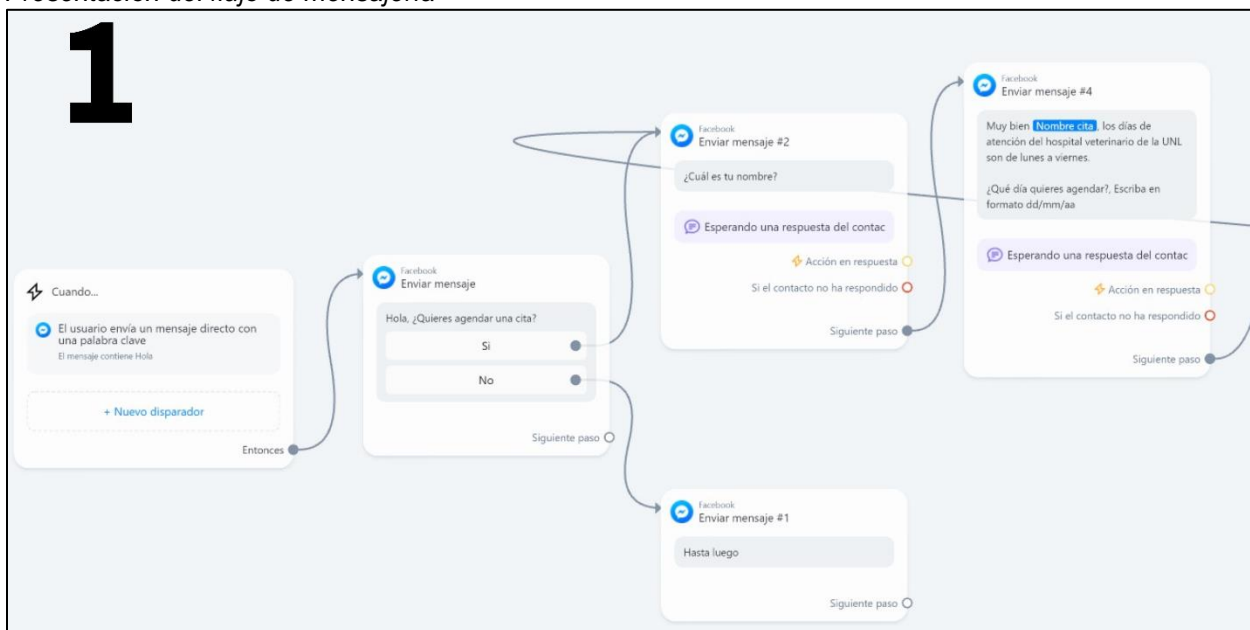 Presentación del flujo de mensajería
1
Cuando...
El usuario envía un mensaje directo con
una palabra clave
El mensaje contiene Hola
+ Nuevo disparador
Entonces
Facebook
Enviar mensaje
Hola, ¿Quieres agendar una cita?
Si
No
Siguiente paso
Facebook
Enviar mensaje #2
¿Cuál es tu nombre?
Esperando una respuesta del contac
Acción en respuesta
Si el contacto no ha respondido
Siguiente paso
Facebook
Enviar mensaje #1
Hasta luego
Siguiente paso
Facebook
Enviar mensaje #4
Muy bien Nombre cita, los días de
atención del hospital veterinario de la UNL
son de lunes a viernes.
¿Qué día quieres agendar?, Escriba en
formato dd/mm/aa
Esperando una respuesta del contac
Acción en respuesta
Si el contacto no ha respondido
Siguiente paso